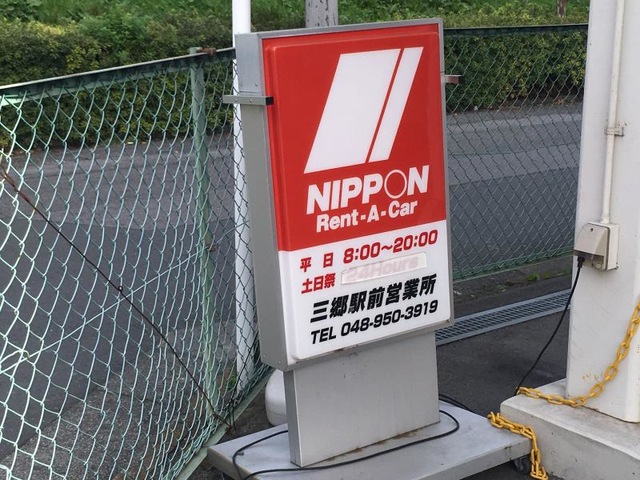 NIPPON
Rent-A-Car
平日 8:00〜20:00
土日祭 24Hours
三郷駅前営業所
TEL 048-950-3919